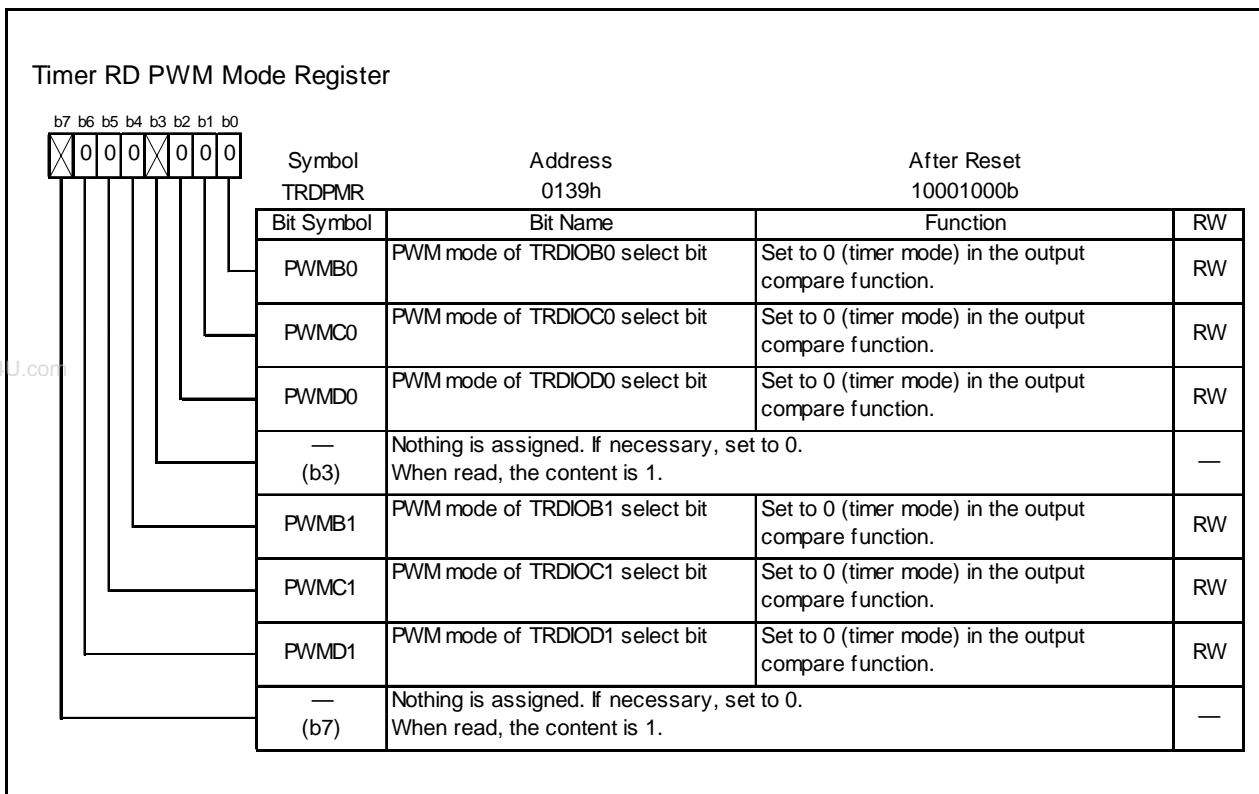 Timer RD PWM Mode Register
b7 b6 b5 b4 b3 b2 b1 b0
0 0 0 0 0 0
Symbol Address After Reset
TRDPMR 0139h 10001000b
Bit Symbol Bit Name Function RW
PWMB0 PWM mode of TRDIOB0 select bit Set to 0 (timer mode) in the output compare function. RW
PWMC0 PWM mode of TRDIOC0 select bit Set to 0 (timer mode) in the output compare function. RW
4U.com
PWMD0 PWM mode of TRDIOD0 select bit Set to 0 (timer mode) in the output compare function. RW
— Nothing is assigned. If necessary, set to 0.
(b3) When read, the content is 1. —
PWMB1 PWM mode of TRDIOB1 select bit Set to 0 (timer mode) in the output compare function. RW
PWMC1 PWM mode of TRDIOC1 select bit Set to 0 (timer mode) in the output compare function. RW
PWMD1 PWM mode of TRDIOD1 select bit Set to 0 (timer mode) in the output compare function. RW
— Nothing is assigned. If necessary, set to 0.
(b7) When read, the content is 1. —